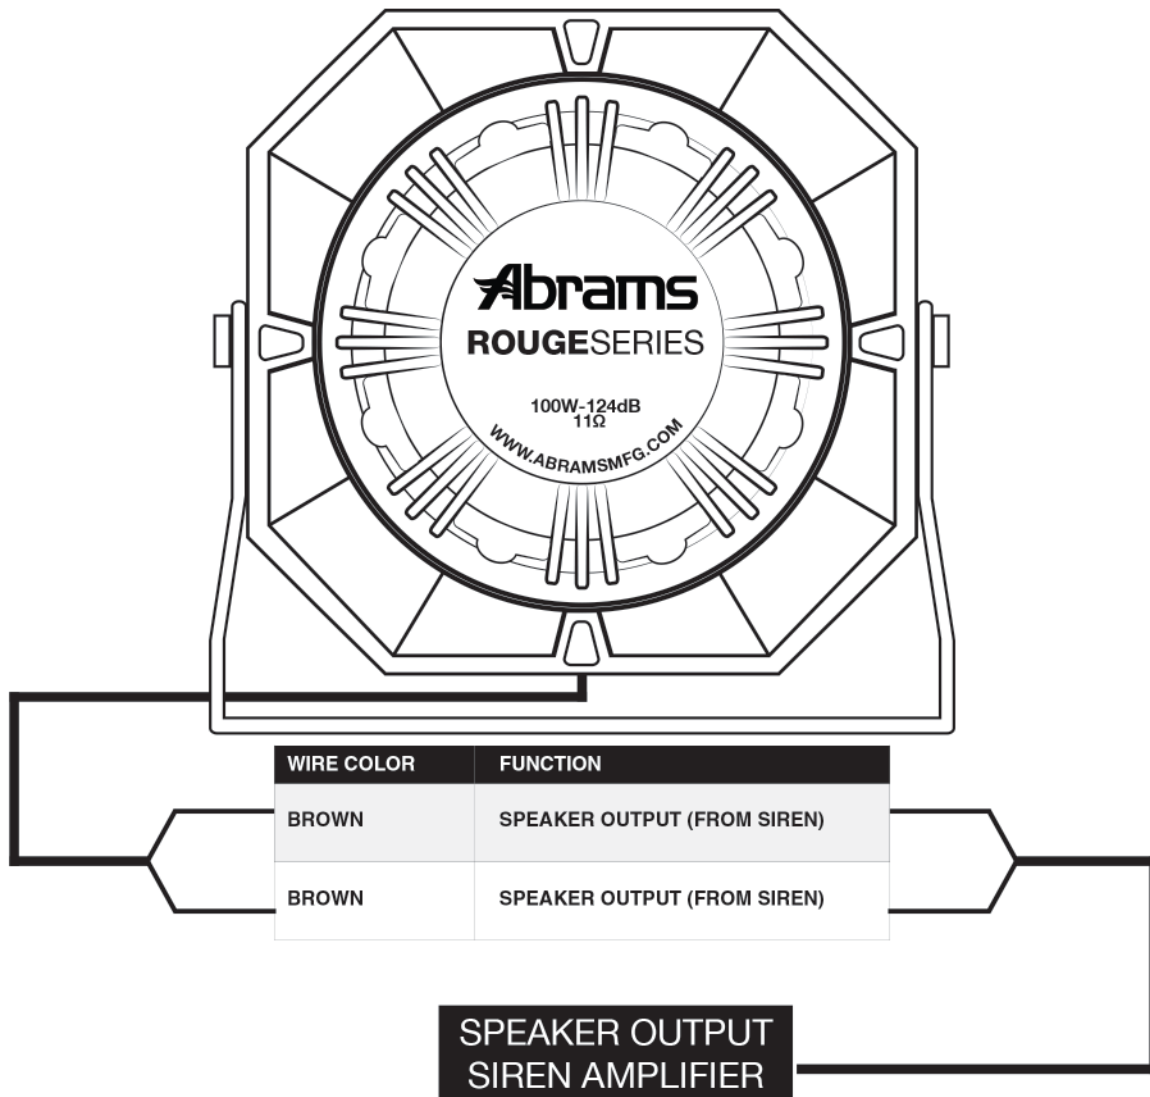 Abrams
ROUGESERIES
100W-124dB
11Ω
WWW.ABRAMSMFG.COM
WIRE COLOR FUNCTION
BROWN SPEAKER OUTPUT (FROM SIREN)
BROWN SPEAKER OUTPUT (FROM SIREN)
SPEAKER OUTPUT
SIREN AMPLIFIER